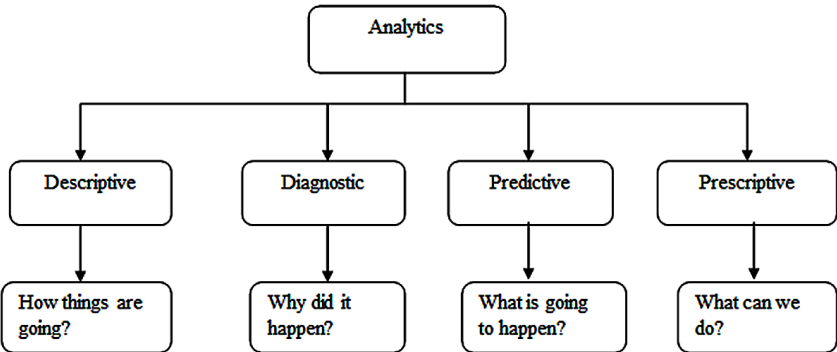 Analytics
Descriptive
Diagnostic
Predictive
Prescriptive
How things are
going?
Why did it
happen?
What is going
to happen?
What can we
do?